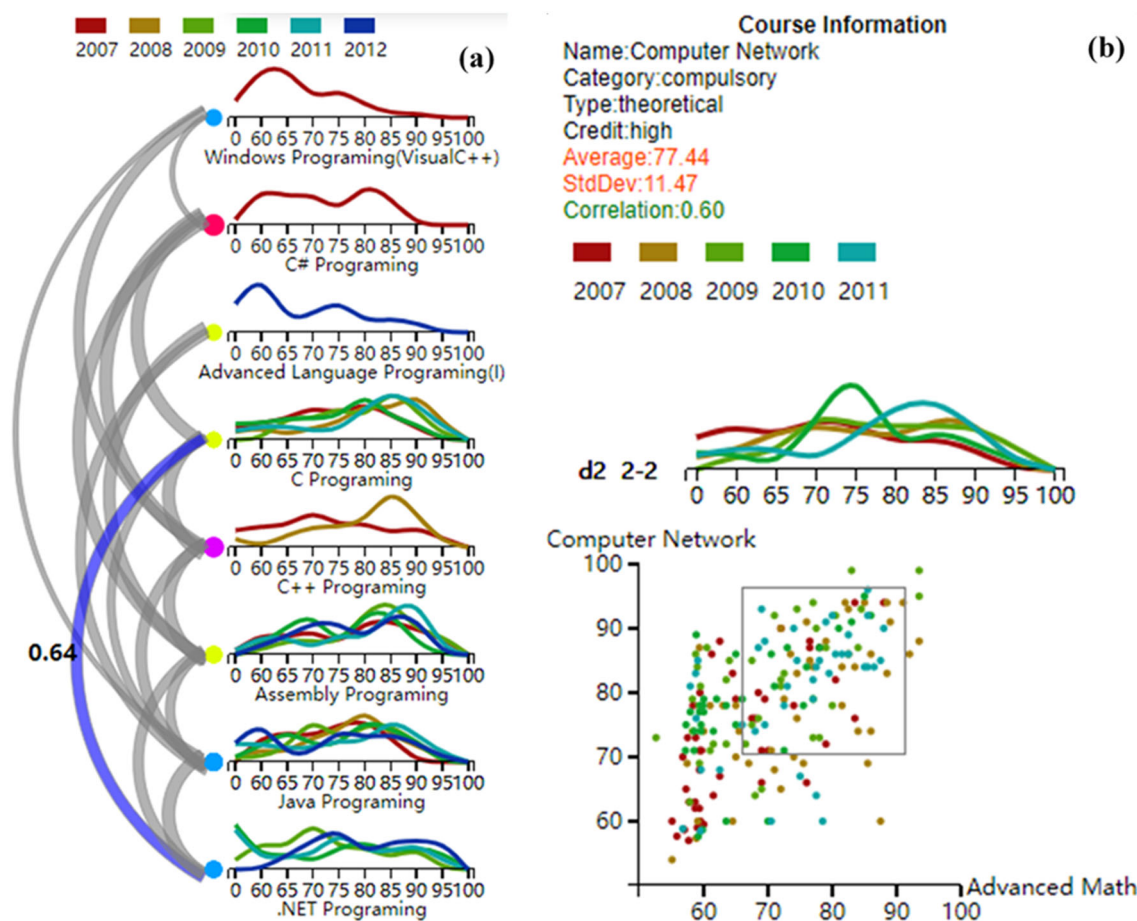 2007 2008 2009 2010 2011 2012
(a)
0 60 65 70 75 80 85 90 95100
Windows Programing(VisualC++)
0 60 65 70 75 80 85 90 95100
C# Programing
0 60 65 70 75 80 85 90 95100
Advanced Language Programing(I)
0 60 65 70 75 80 85 90 95100
C Programing
0 60 65 70 75 80 85 90 95100
C++ Programing
0.64
0 60 65 70 75 80 85 90 95100
Assembly Programing
0 60 65 70 75 80 85 90 95100
Java Programing
0 60 65 70 75 80 85 90 95100
.NET Programing
Course Information
(b)
Name:Computer Network
Category:compulsory
Type:theoretical
Credit:high
Average:77.44
StdDev:11.47
Correlation:0.60
2007 2008 2009 2010 2011
d2 2-2
0 60 65 70 75 80 85 90 95 100
Computer Network
100
90
80
70
60
60 70 80 90 100
Advanced Math